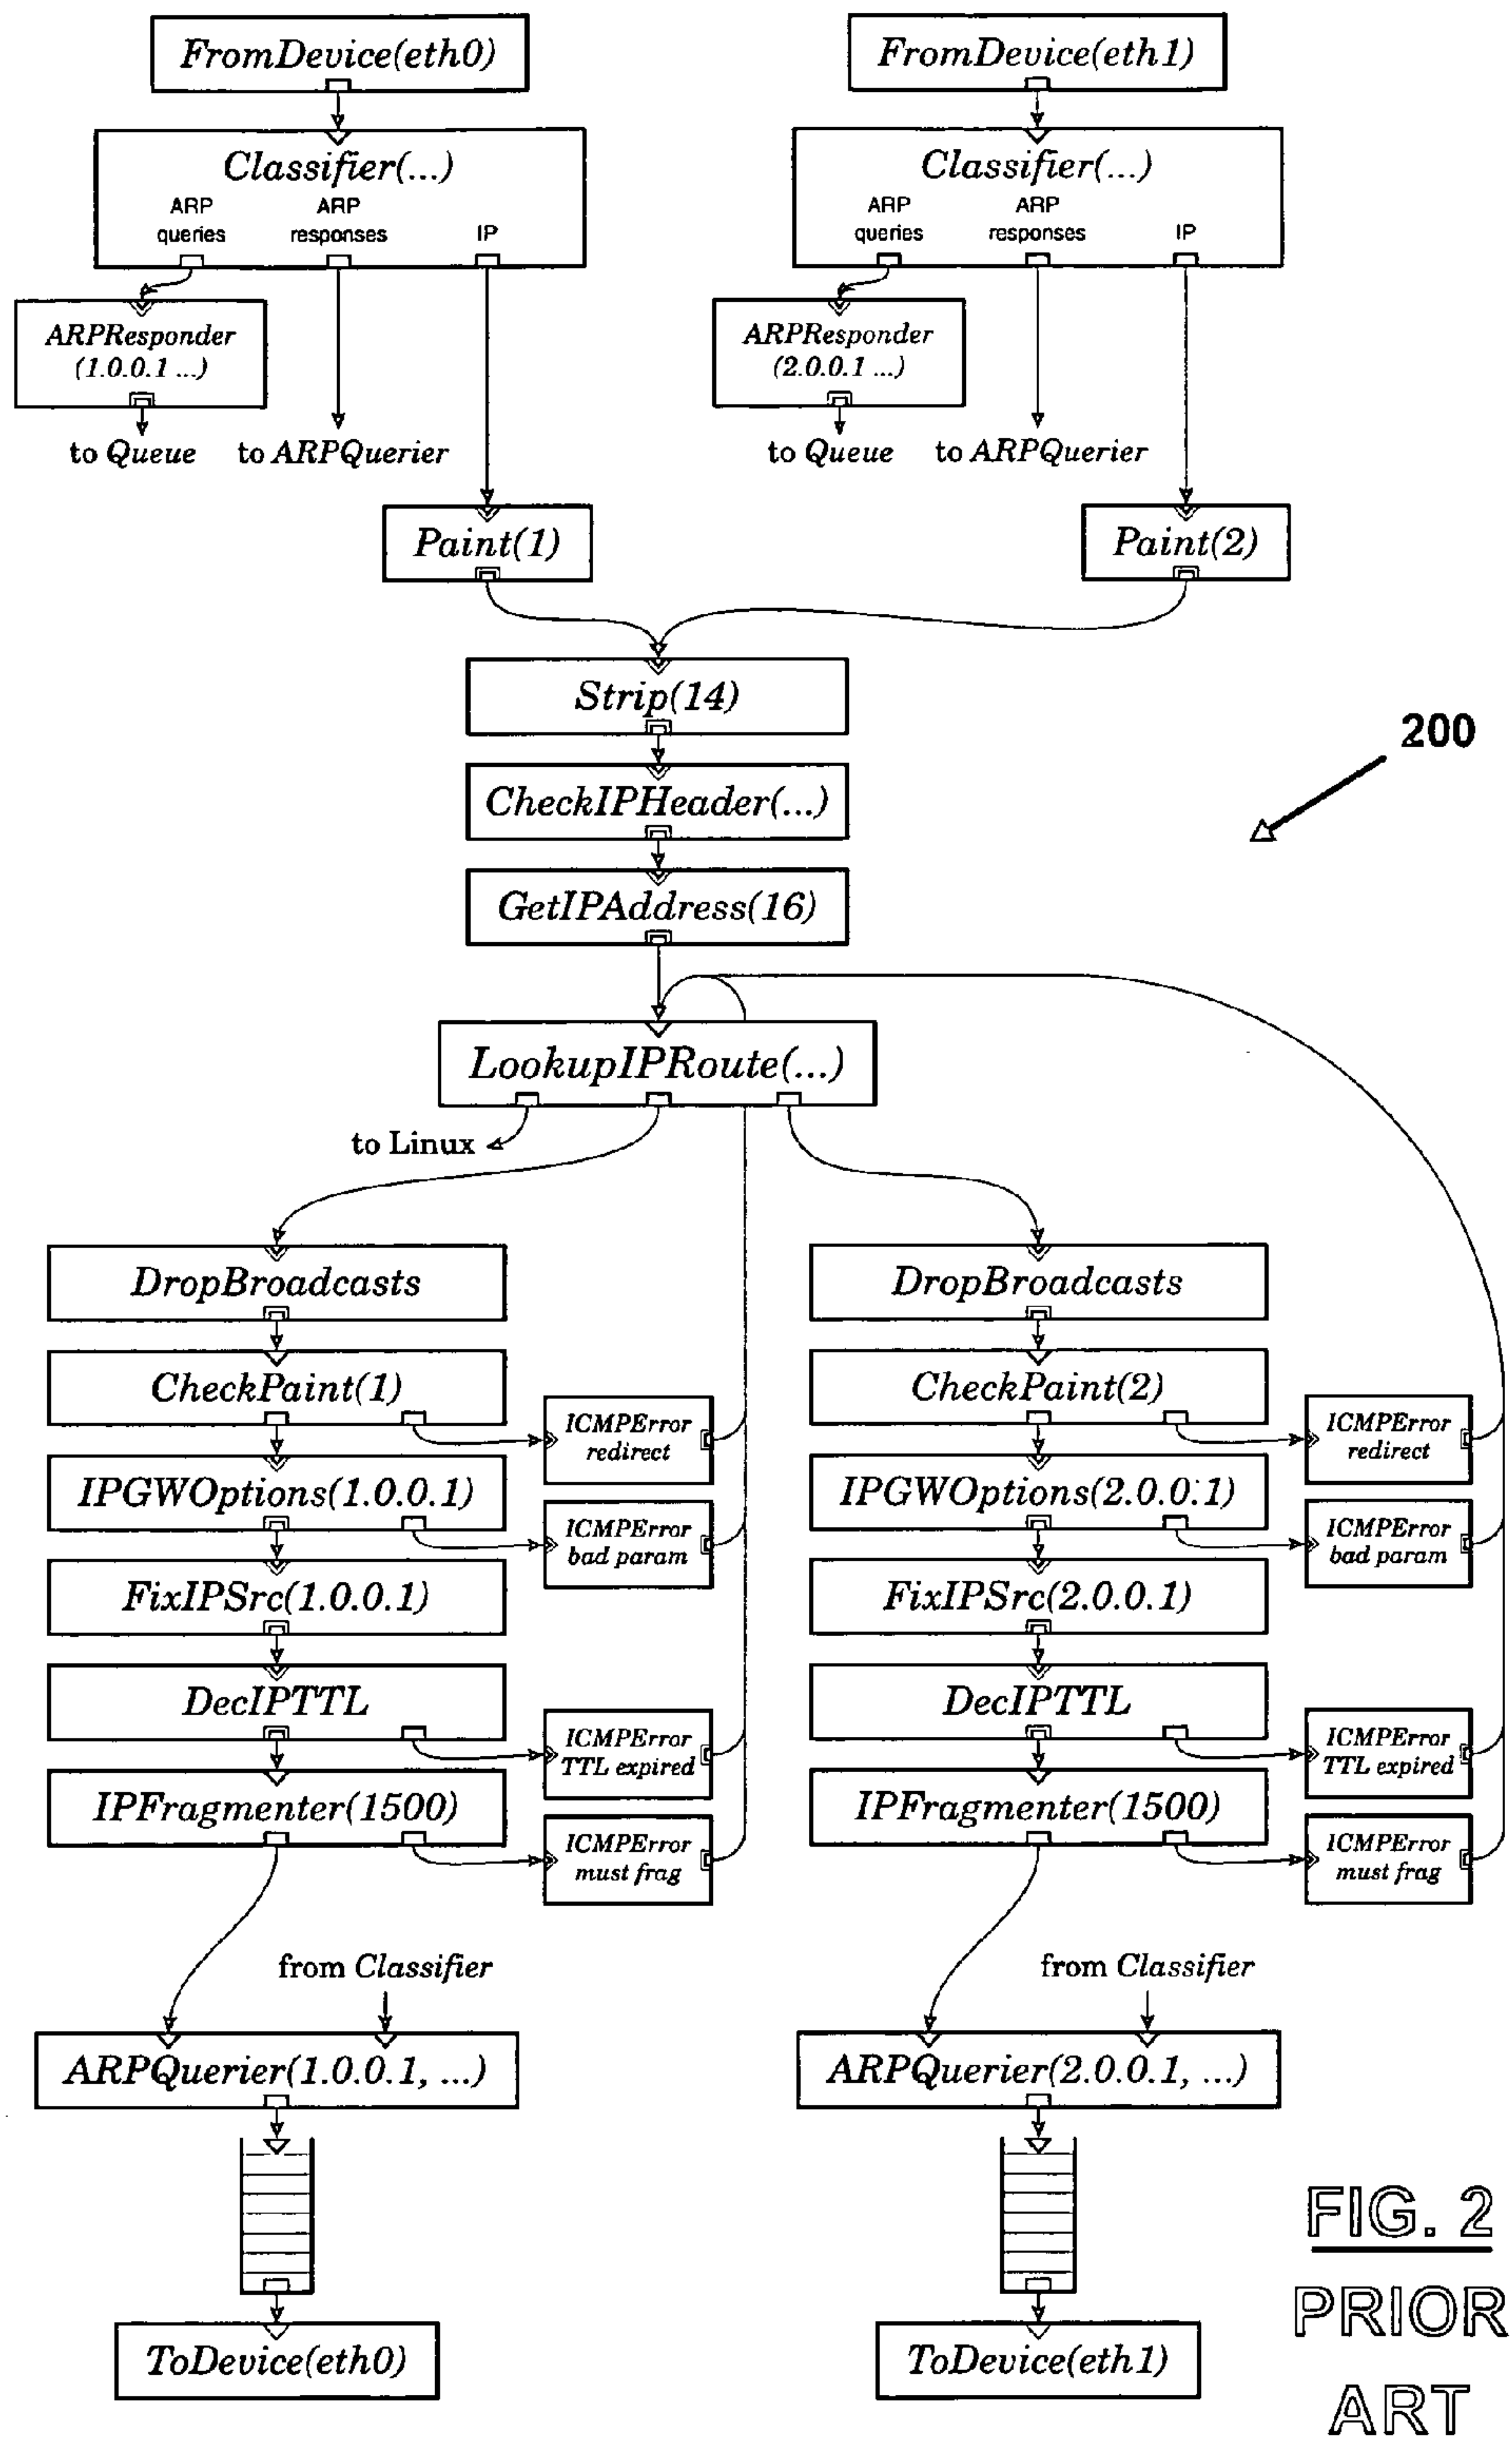 FromDevice(eth0)
FromDevice(eth1)
Classifier(...)
ARP
queries
ARP
responses
IP
Classifier(...)
ARP
queries
ARP
responses
IP
ARPResponder
(1.0.0.1 ...)
ARPResponder
(2.0.0.1 ...)
to Queue
to ARPQuerier
to Queue
to ARPQuerier
Paint(1)
Paint(2)
Strip(14)
200
CheckIPHeader(...)
GetIPAddress(16)
LookupIPRoute(...)
to Linux
DropBroadcasts
CheckPaint(1)
ICMPError
redirect
IPGWOptions(1.0.0.1)
ICMPError
bad param
FixIPSrc(1.0.0.1)
DecIPTTL
ICMPError
TTL expired
IPFragmenter(1500)
ICMPError
must frag
DropBroadcasts
CheckPaint(2)
ICMPError
redirect
IPGWOptions(2.0.0.1)
ICMPError
bad param
FixIPSrc(2.0.0.1)
DecIPTTL
ICMPError
TTL expired
IPFragmenter(1500)
ICMPError
must frag
from Classifier
ARPQuerier(1.0.0.1, ...)
ToDevice(eth0)
from Classifier
ARPQuerier(2.0.0.1, ...)
ToDevice(eth1)
FIG. 2
PRIOR
ART